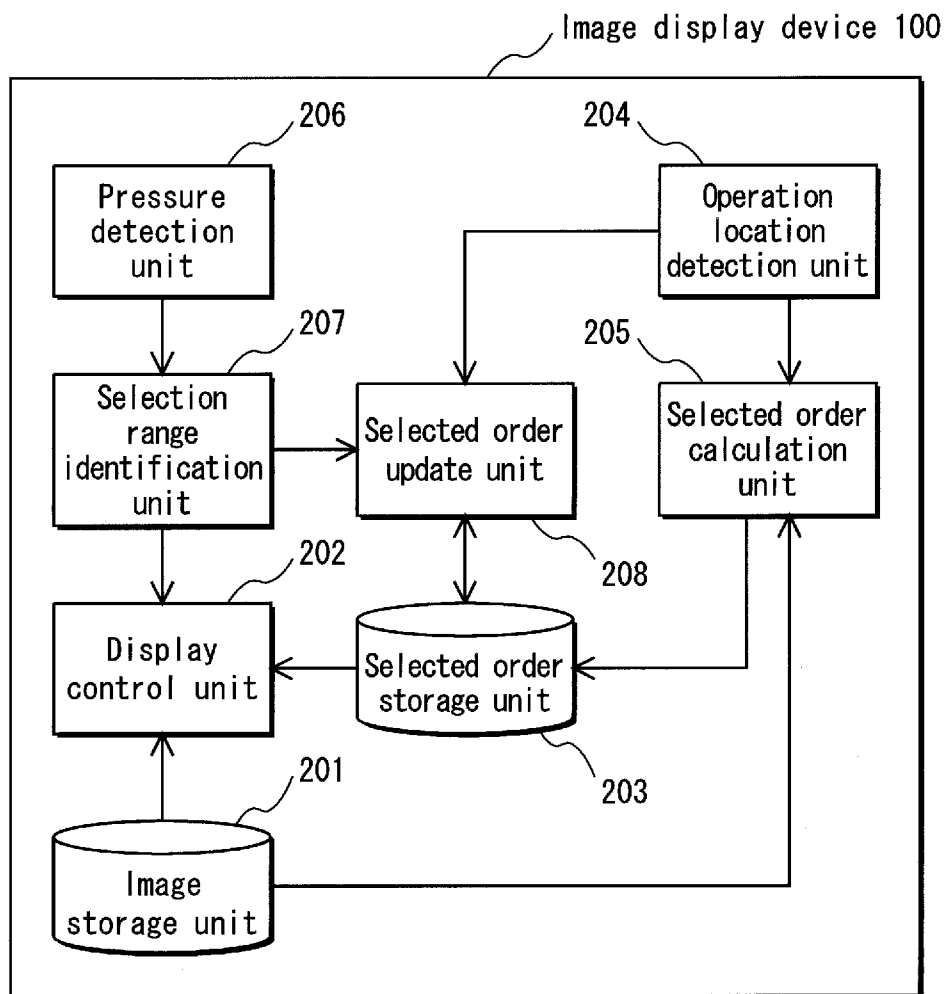 Image display device 100
206
204
Pressure
detection
unit
Operation
location
detection unit
207
205
Selection
range
identification
unit
Selected order
update unit
Selected order
calculation
unit
202
208
Display
control unit
Selected order
storage unit
201
203
Image
storage unit